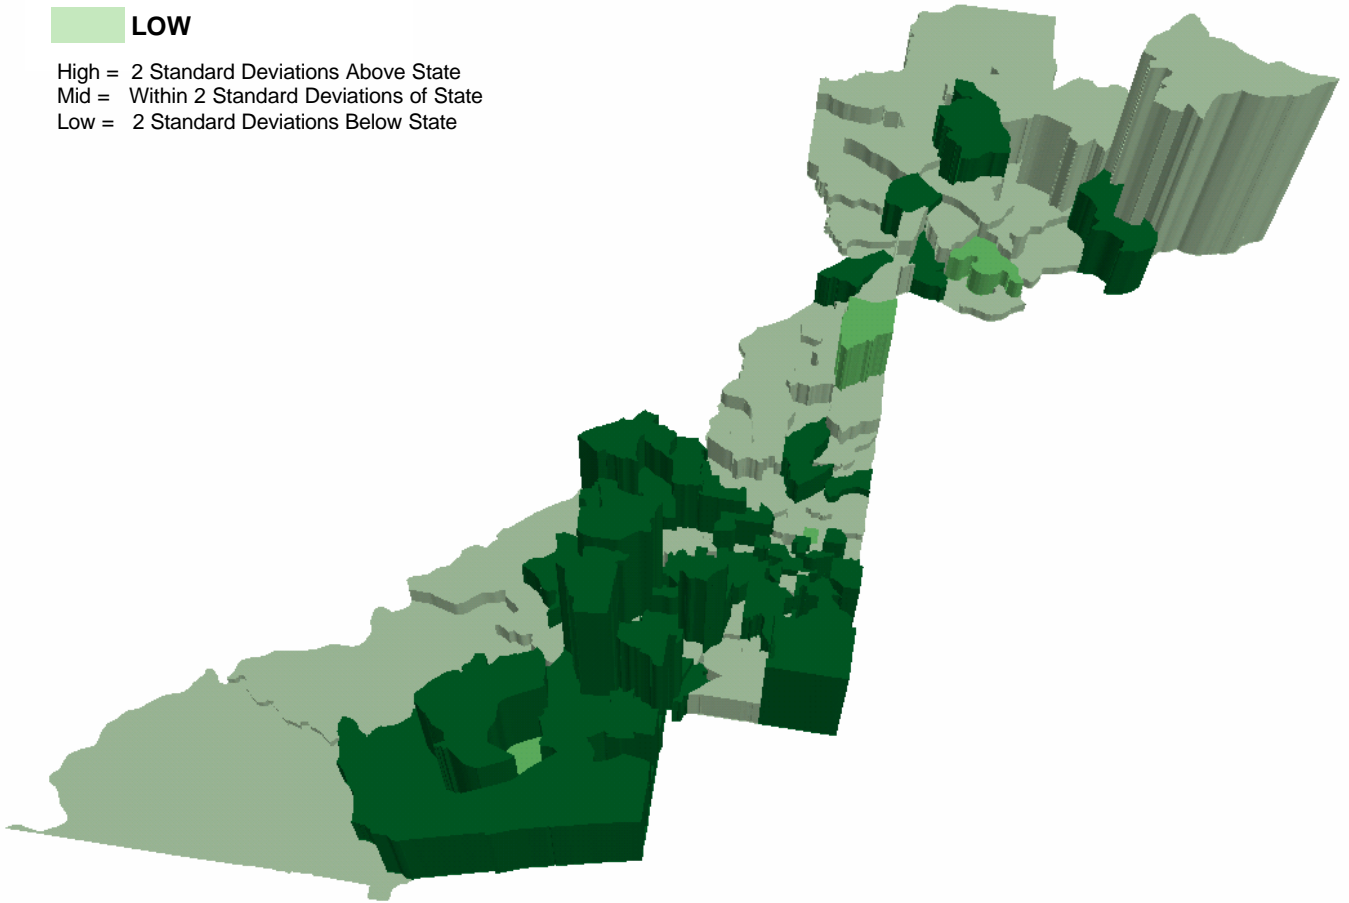 LOW
High = 2 Standard Deviations Above State
Mid = Within 2 Standard Deviations of State
Low = 2 Standard Deviations Below State